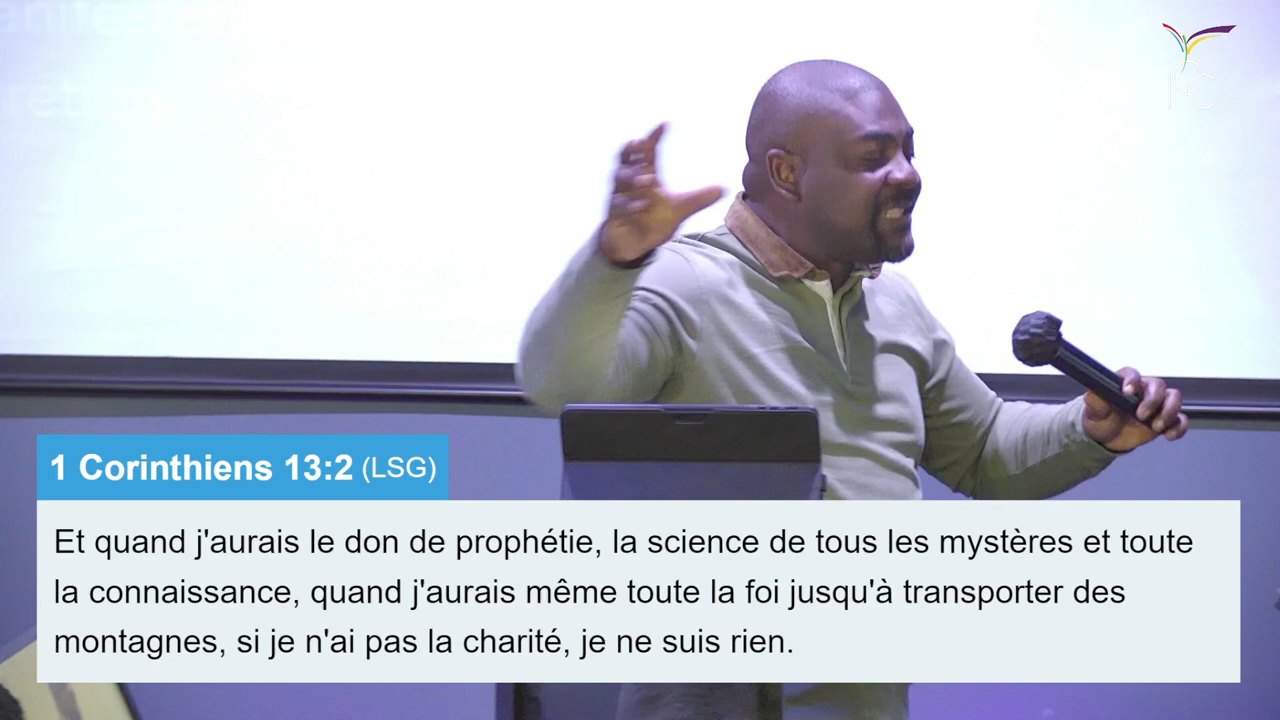 1 Corinthiens 13:2 (LSG)
Et quand j'aurais le don de prophétie, la science de tous les mystères et toute
la connaissance, quand j'aurais même toute la foi jusqu'à transporter des
montagnes, si je n'ai pas la charité, je ne suis rien.